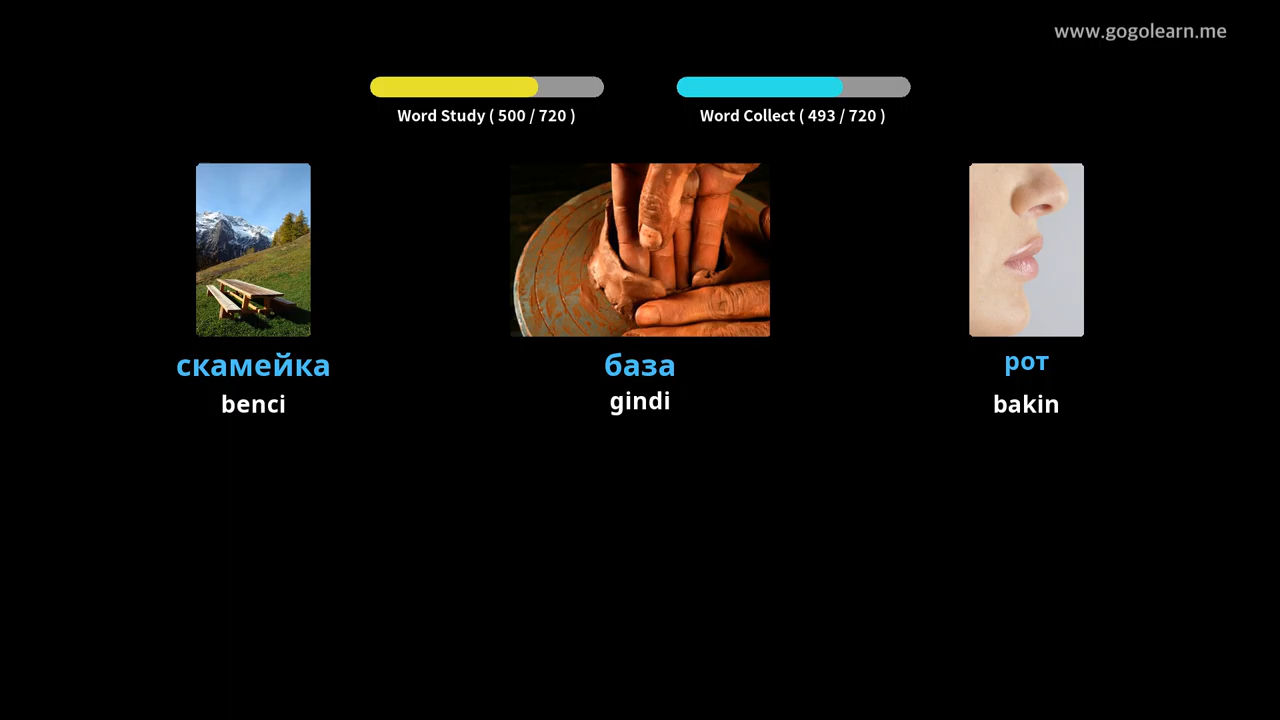 www.gogolearn.me
Word Study ( 500 / 720 )
Word Collect ( 493 / 720 )
скамейка
база
рот
benci
gindi
bakin